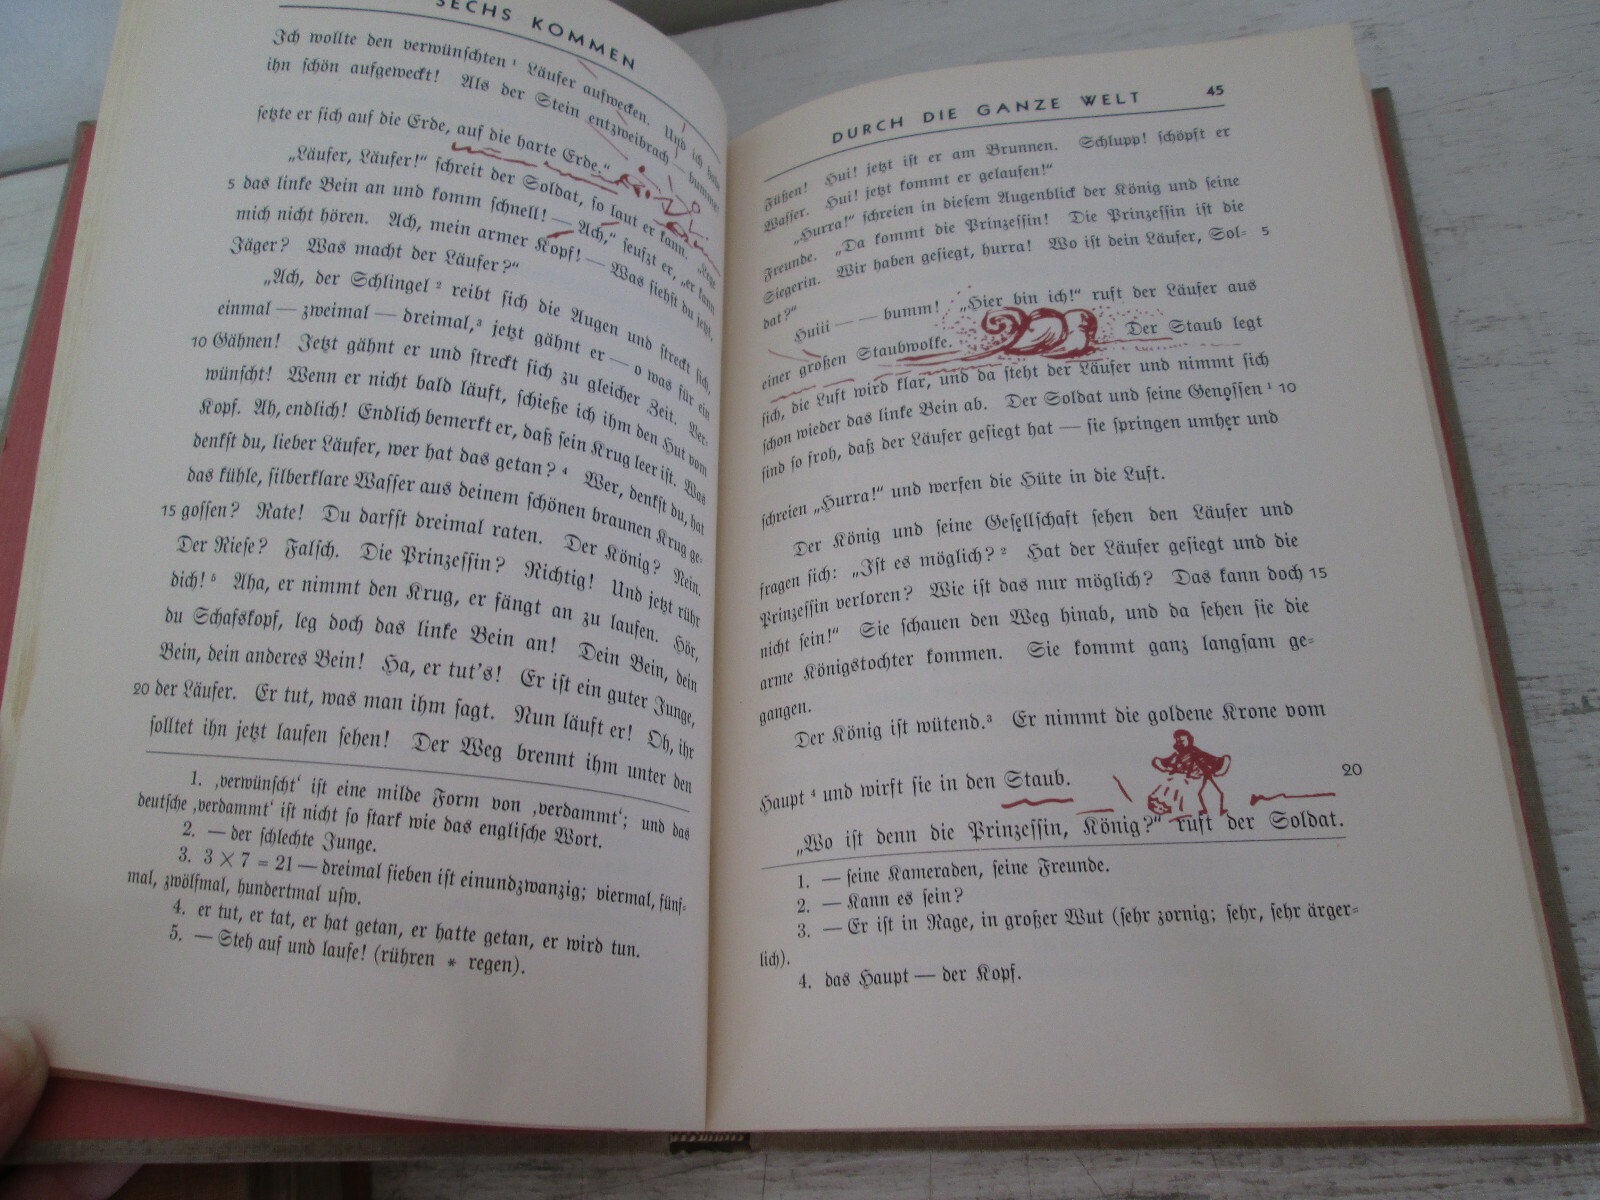 SECHS KOMMEN
Ich wollte den verwünschten ¹ Läufer aufwecken. Und ich habe
ihn schön aufgeweckt! Als der Stein entzweibrach — bumms!
setzte er sich auf die Erde, auf die harte Erde.“
„Läufer, Läufer!“ schreit der Soldat, so laut er kann. „Leg
5 das linke Bein an und komm schnell! — Ach,“ seufzt er, „er kann
mich nicht hören. Ach, mein armer Kopf! — Was siehst du jetzt,
Jäger? Was macht der Läufer?“
„Ach, der Schlingel ² reibt sich die Augen und streckt sich,
einmal — zweimal — dreimal,³ jetzt gähnt er — o was für ein
10 Gähnen! Jetzt gähnt er und streckt sich zu gleicher Zeit. Ver-
wünscht! Wenn er nicht bald läuft, schieße ich ihm den Hut vom
Kopf. Ah, endlich! Endlich bemerkt er, daß sein Krug leer ist. Was
denkst du, lieber Läufer, wer hat das getan? ⁴ Wer, denkst du, hat
das kühle, silberklare Wasser aus deinem schönen braunen Krug ge-
15 gossen? Rate! Du darfst dreimal raten. Der König? Nein.
Der Riese? Falsch. Die Prinzessin? Richtig! Und jetzt rühr
dich! ⁵ Aha, er nimmt den Krug, er fängt an zu laufen. Hör,
du Schafskopf, leg doch das linke Bein an! Dein Bein, dein
Bein, dein anderes Bein! Ha, er tut's! Er ist ein guter Junge,
20 der Läufer. Er tut, was man ihm sagt. Nun läuft er! Oh, ihr
solltet ihn jetzt laufen sehen! Der Weg brennt ihm unter den
1. ‚verwünscht‘ ist eine milde Form von ‚verdammt‘; und das
deutsche ‚verdammt‘ ist nicht so stark wie das englische Wort.
2. — der schlechte Junge.
3. 3 × 7 = 21 — dreimal sieben ist einundzwanzig; viermal, fünf-
mal, zwölfmal, hundertmal usw.
4. er tut, er tat, er hat getan, er hatte getan, er wird tun.
5. — Steh auf und laufe! (rühren * regen).
DURCH DIE GANZE WELT 45
Füßen! Hui! jetzt ist er am Brunnen. Schlupp! schöpft er
Wasser. Hui! jetzt kommt er gelaufen!“
„Hurra!“ schreien in diesem Augenblick der König und seine
Freunde. „Da kommt die Prinzessin! Die Prinzessin ist die
Siegerin. Wir haben gesiegt, hurra! Wo ist dein Läufer, Sol- 5
dat?“
Huiii — — bumm! „Hier bin ich!“ ruft der Läufer aus
einer großen Staubwolke. Der Staub legt
sich, die Luft wird klar, und da steht der Läufer und nimmt sich
schon wieder das linke Bein ab. Der Soldat und seine Genossen ¹ 10
sind so froh, daß der Läufer gesiegt hat — sie springen umher und
schreien „Hurra!“ und werfen die Hüte in die Luft.
Der König und seine Gesellschaft sehen den Läufer und
fragen sich: „Ist es möglich? ² Hat der Läufer gesiegt und die
Prinzessin verloren? Wie ist das nur möglich? Das kann doch 15
nicht sein!“ Sie schauen den Weg hinab, und da sehen sie die
arme Königstochter kommen. Sie kommt ganz langsam ge-
gangen.
Der König ist wütend.³ Er nimmt die goldene Krone vom
Haupt ⁴ und wirft sie in den Staub. 20
„Wo ist denn die Prinzessin, König?“ ruft der Soldat.
1. — seine Kameraden, seine Freunde.
2. — Kann es sein?
3. — Er ist in Rage, in großer Wut (sehr zornig; sehr, sehr ärger-
lich).
4. das Haupt — der Kopf.